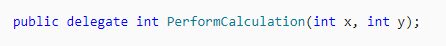 public delegate int PerformCalculation(int x, int y);